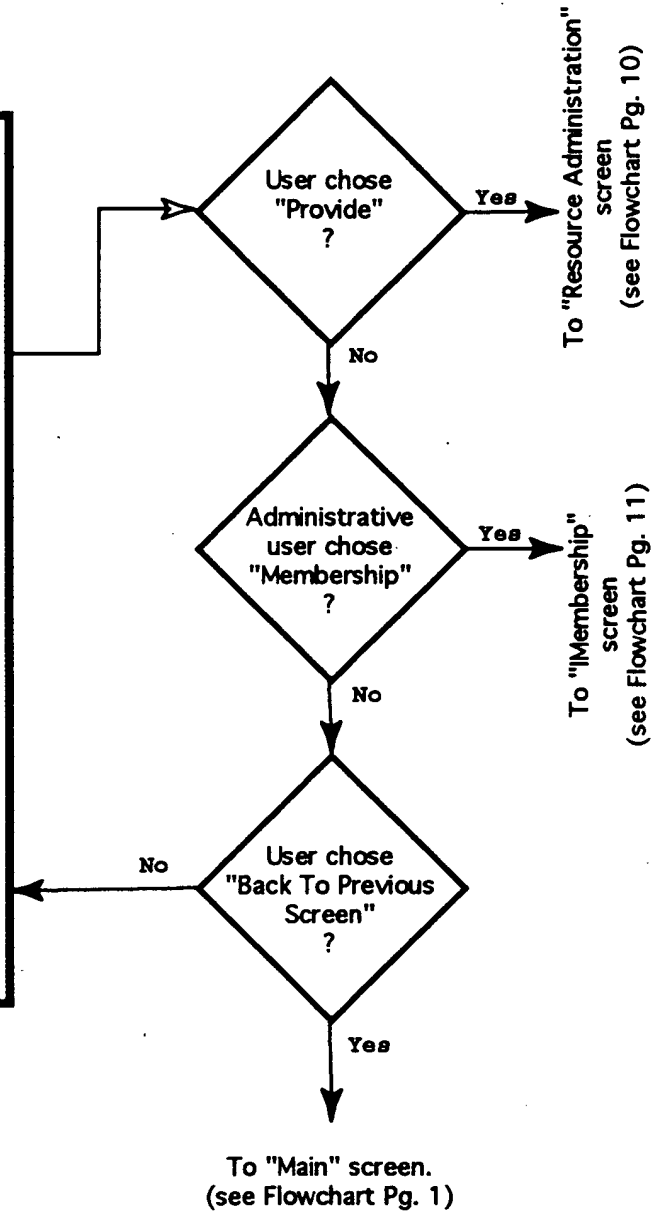 User chose
"Provide"
?
Yes
To "Resource Administration"
screen
(see Flowchart Pg. 10)
No
Administrative
user chose
"Membership"
?
Yes
To "IMembership"
screen
(see Flowchart Pg. 11)
No
User chose
"Back To Previous
Screen"
?
No
Yes
To "Main" screen.
(see Flowchart Pg. 1)